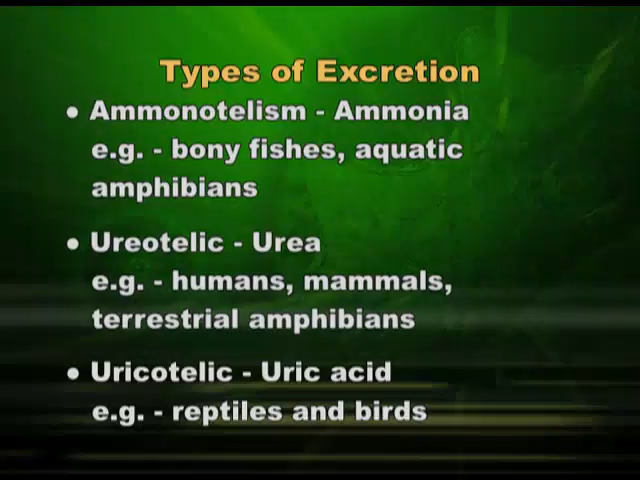 Types of Excretion
● Ammonotelism - Ammonia
e.g. - bony fishes, aquatic
amphibians
● Ureotelic - Urea
e.g. - humans, mammals,
terrestrial amphibians
● Uricotelic - Uric acid
e.g. - reptiles and birds